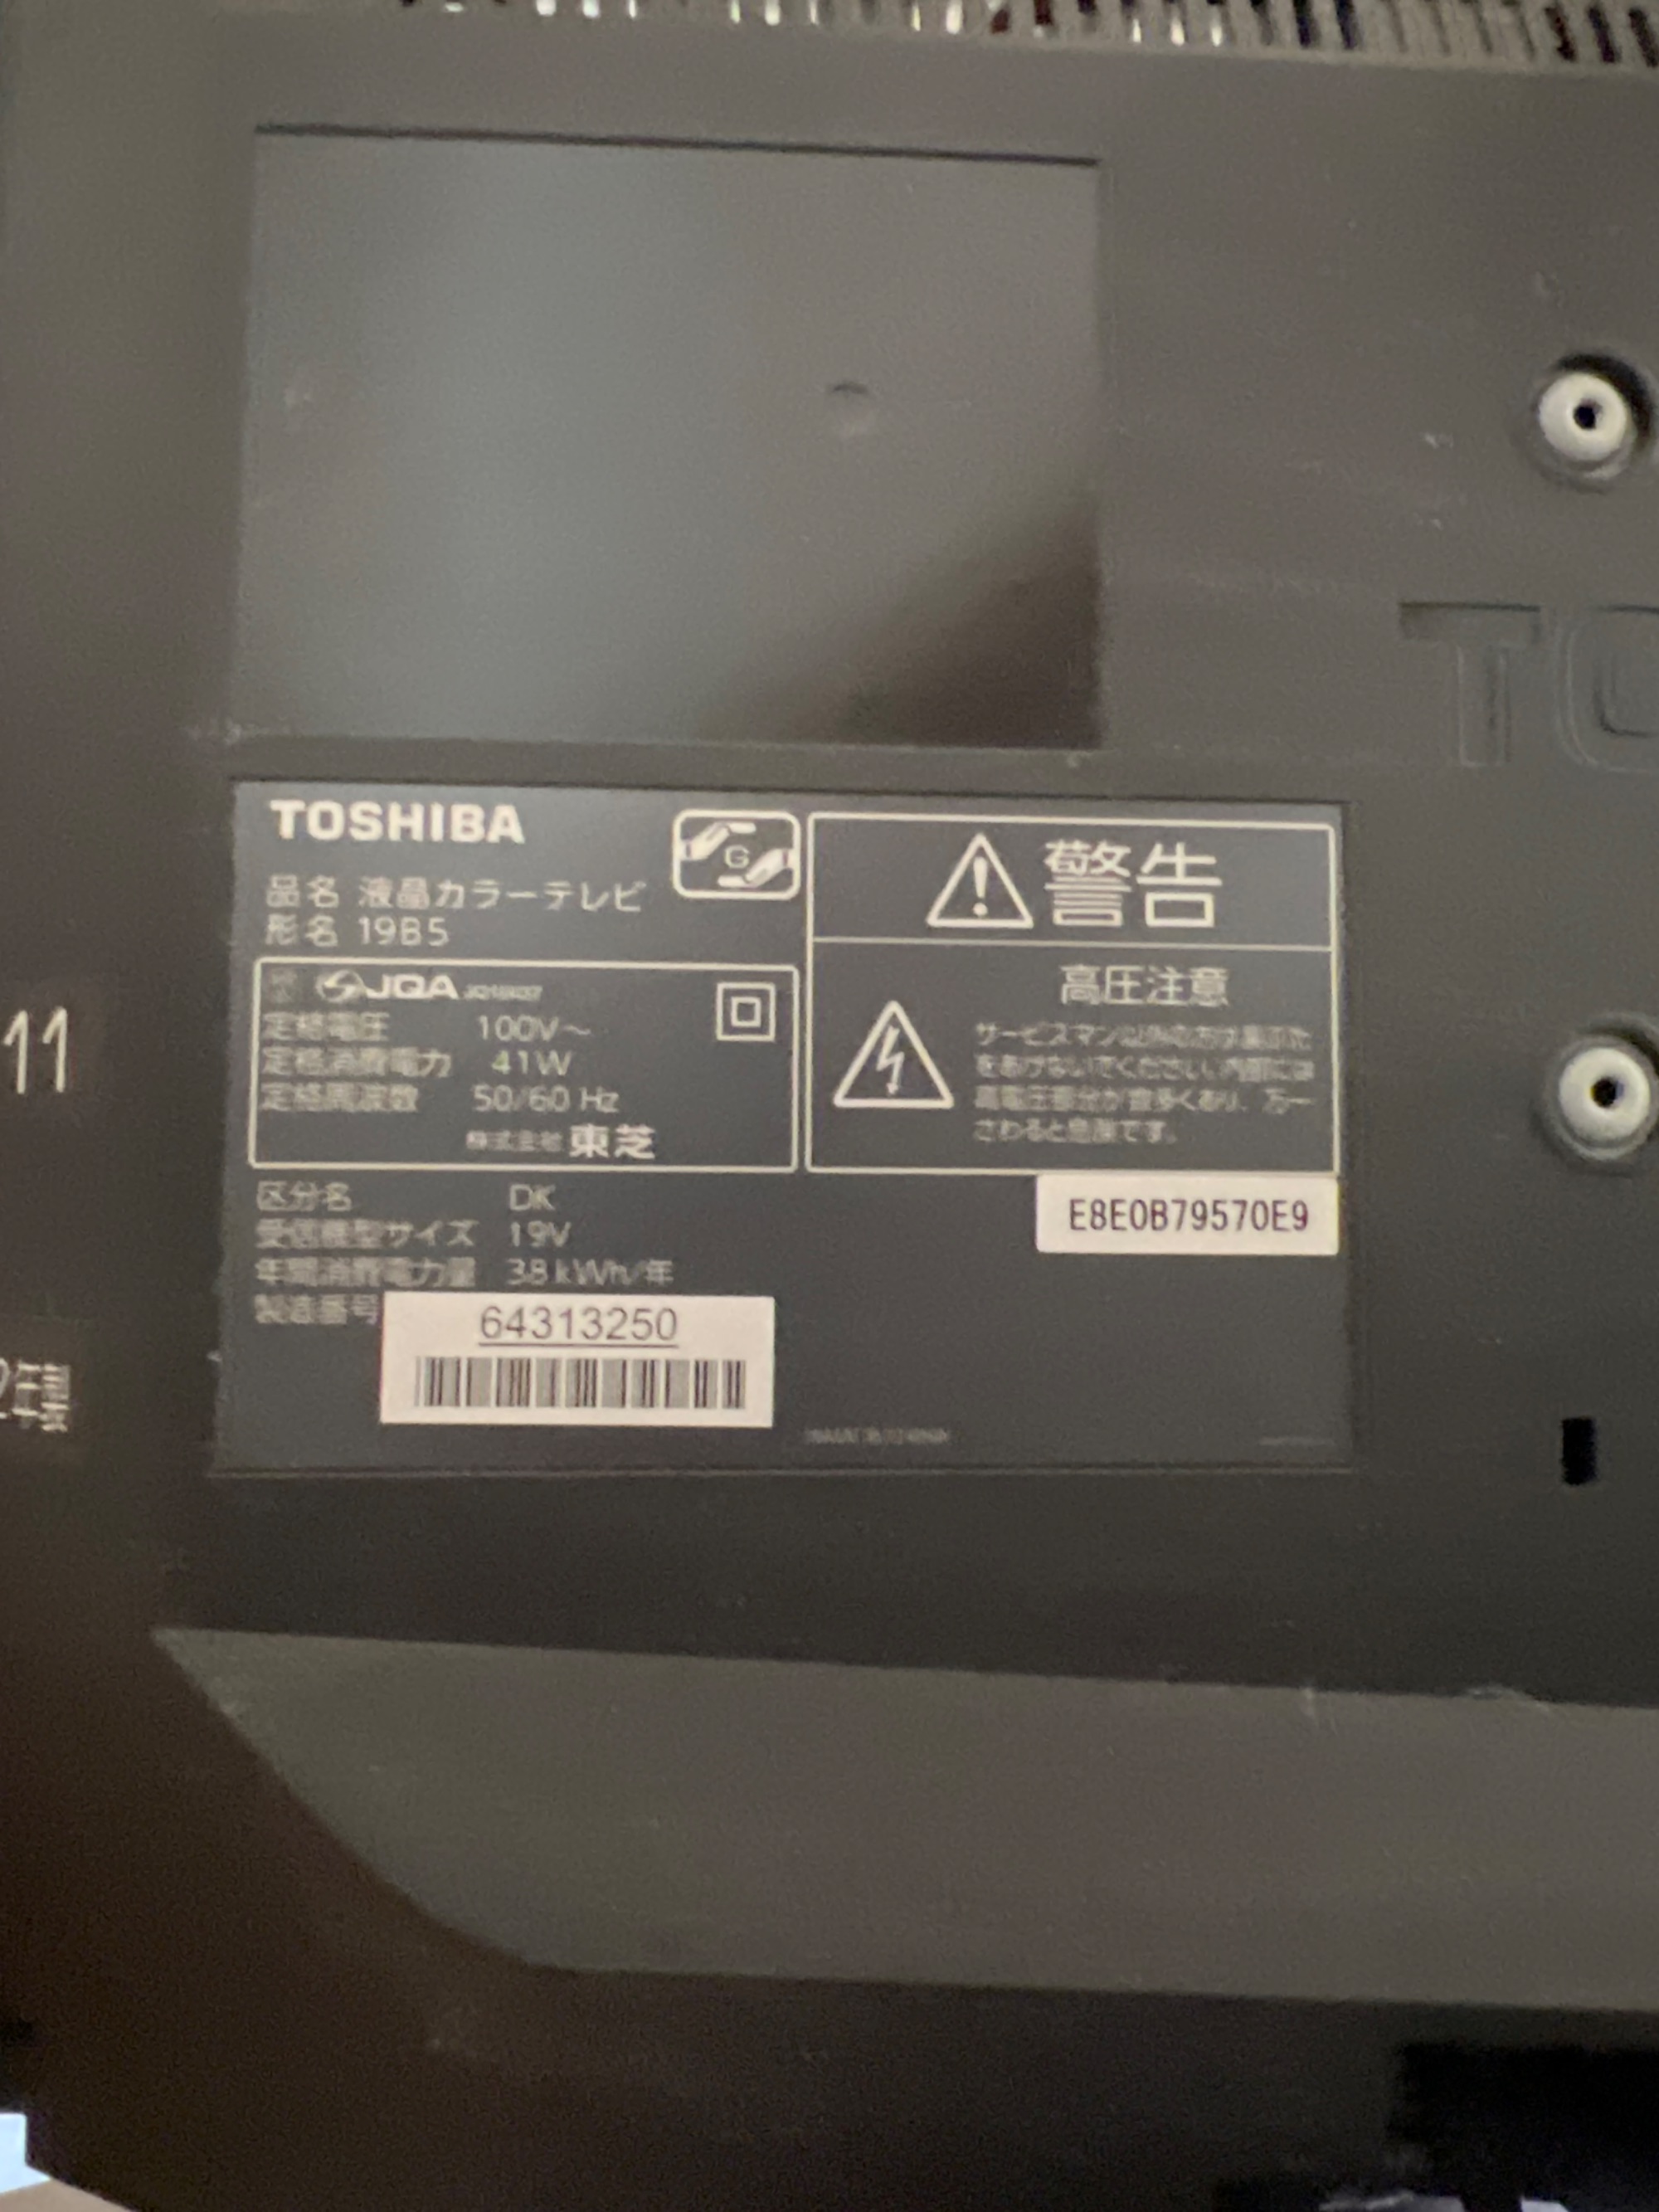 TOSHIBA
品名 液晶カラーテレビ
形名 19B5
JQA
定格電圧 100V~
定格消費電力 41W
定格周波数 50/60 Hz
株式会社 東芝
区分名 DK
受信機型サイズ 19V
年間消費電力量 38kWh/年
製造番号
64313250
警告
高圧注意
サービスマン以外の方は裏ぶた
をあけないでください。内部には
高電圧部分が数多くあり、万一
さわると危険です。
E8E0B79570E9
G
11
年製
TO